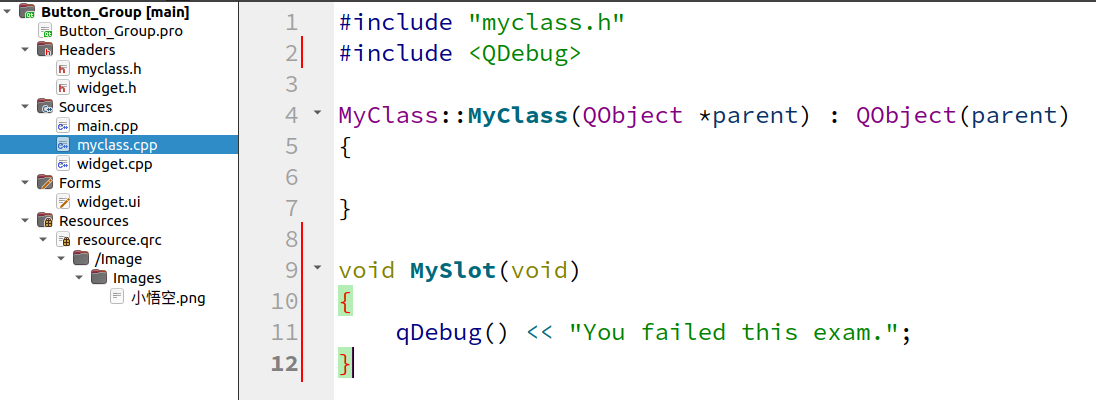 Button_Group [main]
Button_Group.pro
Headers
myclass.h
widget.h
Sources
main.cpp
myclass.cpp
widget.cpp
Forms
widget.ui
Resources
resource.qrc
/Image
Images
小悟空.png
1 #include "myclass.h"
2 #include <QDebug>
3
4 MyClass::MyClass(QObject *parent) : QObject(parent)
5 {
6
7 }
8
9 void MySlot(void)
10 {
11     qDebug() << "You failed this exam.";
12 }